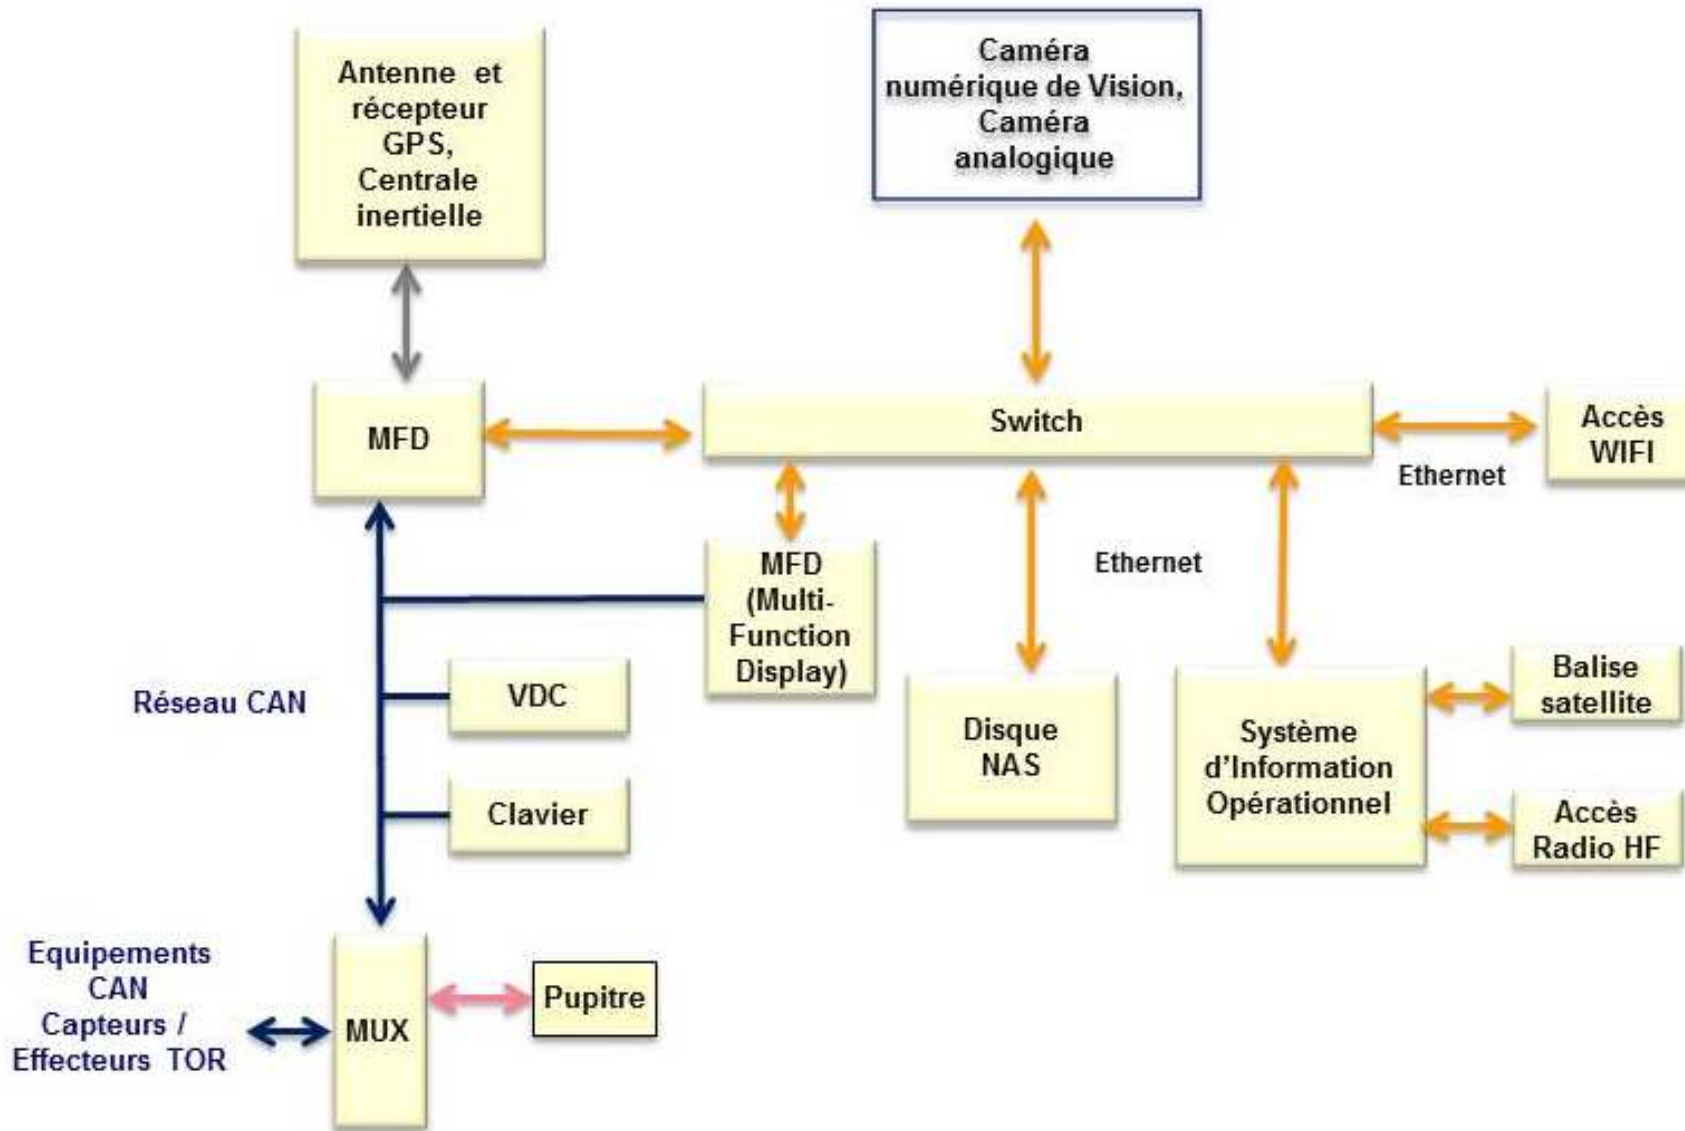 Antenne et
récepteur
GPS,
Centrale
inertielle
Caméra
numérique de Vision,
Caméra
analogique
MFD
Switch
Accès
WIFI
Ethernet
MFD
(Multi-
Function
Display)
Ethernet
Réseau CAN
VDC
Clavier
Disque
NAS
Système
d'Information
Opérationnel
Balise
satellite
Accès
Radio HF
Equipements
CAN
Capteurs /
Effecteurs TOR
MUX
Pupitre